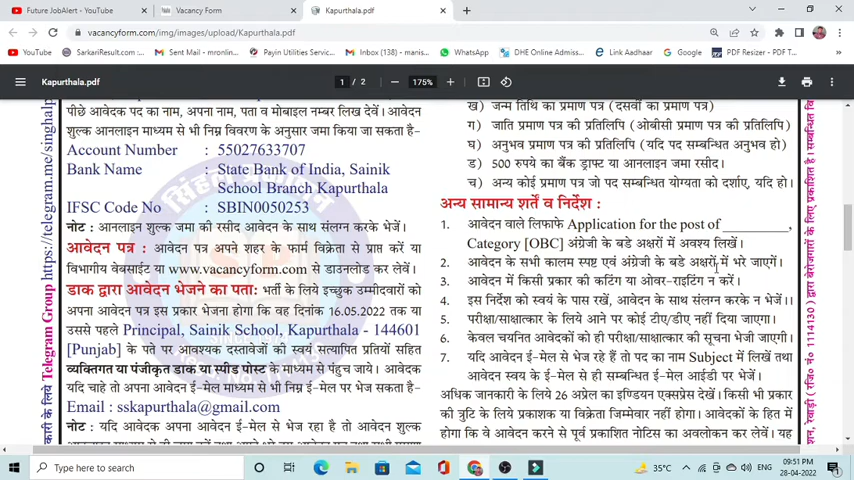 Future JobAlert - YouTube
Vacancy Form
Kapurthala.pdf
vacancyform.com/img/images/upload/Kapurthala.pdf
YouTube
SarkariResult.com :...
Sent Mail - mronlin...
Payin Utility Servic...
Inbox (138) - manis...
WhatsApp
DHE Online Admiss...
Link Aadhaar
Google
PDF Resizer - The D...
PDF Tools
Kapurthala.pdf
1 / 2
175%
पीछे आवेदक पद का नाम, अपना नाम, पता व मोबाइल नम्बर लिख देवें। आवेदन
शुल्क आनलाइन माध्यम से भी निम्न विवरण के अनुसार जमा किया जा सकता है-
Account Number : 55027633707
Bank Name : State Bank of India, Sainik
School Branch Kapurthala
IFSC Code No : SBIN0050253
नोट : आनलाइन शुल्क जमा की रसीद आवेदन के साथ संलग्न करके भेजें।
आवेदन पत्र : आवेदन पत्र अपने शहर के फार्म विक्रेता से प्राप्त करें या
विभागीय वेबसाईट या www.vacancyform.com से डाउनलोड कर लेवें।
डाक द्वारा आवेदन भेजने का पता: भर्ती के लिये इच्छुक उम्मीदवारों को
अपना आवेदन पत्र इस प्रकार भेजना होगा कि वह दिनांक 16.05.2022 तक या
उससे पहले Principal, Sainik School, Kapurthala - 144601
[Punjab] के पते पर आवश्यक दस्तावेजों की स्वयं सत्यापित प्रतियों सहित
व्यक्तिगत या पंजीकृत डाक या स्पीड पोस्ट के माध्यम से पंहुच जाये। आवेदक
यदि चाहे तो अपना आवेदन ई-मेल माध्यम से भी निम्न ईमेल पर भेज सकता है-
Email : sskapurthala@gmail.com
नोट : यदि आवेदक अपना आवेदन ई-मेल से भेज रहा है तो आवेदन शुल्क
ख) जन्म तिथि का प्रमाण पत्र (दसवीं का प्रमाण पत्र)
ग) जाति प्रमाण पत्र की प्रतिलिपि (ओबीसी प्रमाण पत्र की प्रतिलिपि)
घ) अनुभव प्रमाण पत्र की प्रतिलिपि (यदि पद सम्बन्धित अनुभव हो)
ड) 500 रुपये का बैंक ड्राफ्ट या आनलाइन जमा रसीद।
च) अन्य कोई प्रमाण पत्र जो पद सम्बन्धित योग्यता को दर्शाए, यदि हो।
अन्य सामान्य शर्तें व निर्देश :
1. आवेदन वाले लिफाफे Application for the post of ________,
Category [OBC] अंग्रेजी के बडे अक्षरों में अवश्य लिखें।
2. आवेदन के सभी कालम स्पष्ट एवं अंग्रेजी के बडे अक्षरों में भरे जाएगें।
3. आवेदन में किसी प्रकार की कटिंग या ओवर-राइटिंग न करें।
4. इस निर्देश को स्वयं के पास रखें, आवेदन के साथ संलग्न करके न भेजें।।
5. परीक्षा/साक्षात्कार के लिये आने पर कोई टीए/डीए नहीं दिया जाएगा।
6. केवल चयनित आवेदकों को ही परीक्षा/साक्षात्कार की सूचना भेजी जाएगी।
7. यदि आवेदन ई-मेल से भेज रहे हैं तो पद का नाम Subject में लिखें तथा
आवेदन स्वय के ई-मेल से ही सम्बन्धित ई-मेल आईडी पर भेजें।
अधिक जानकारी के लिये 26 अप्रेल का इण्डियन एक्सप्रेस देखें। किसी भी प्रकार
की त्रुटि के लिये प्रकाशक या विक्रेता जिम्मेवार नहीं होगा। आवेदकों के हित में
होगा कि वे आवेदन करने से पूर्व प्रकाशित नोटिस का अवलोकन कर लेवें। यह
कारी के लिये Telegram Group https://telegram.me/singhalp
शन, रेवाड़ी (रजि० नं० 1114130) द्वारा बेरोजगारों के लिए प्रकाशित है। सम्बन्धित वि
Type here to search
35°C
ENG
09:51 PM
28-04-2022